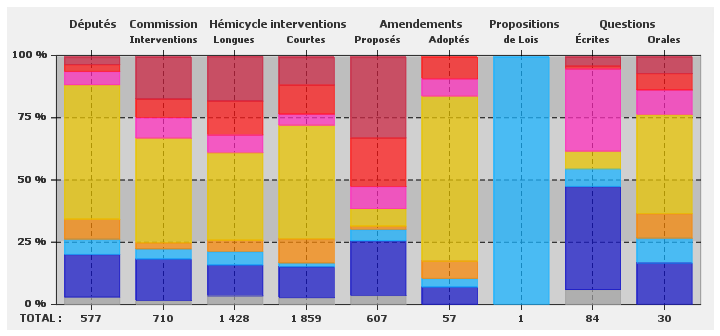 Députés Commission Hémicycle interventions Amendements Propositions Questions
Interventions Longues Courtes Proposés Adoptés de Lois Écrites Orales
100 %
75 %
50 %
25 %
0 %
TOTAL : 577 710 1 428 1 859 607 57 1 84 30